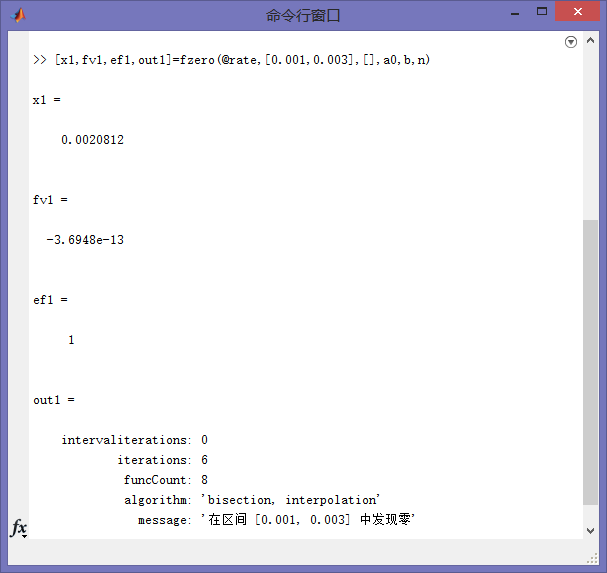 命令行窗口
>> [x1,fv1,ef1,out1]=fzero(@rate,[0.001,0.003],[],a0,b,n)
x1 =
0.0020812
fv1 =
-3.6948e-13
ef1 =
1
out1 =
intervaliterations: 0
iterations: 6
funcCount: 8
algorithm: 'bisection, interpolation'
message: '在区间 [0.001, 0.003] 中发现零'
fx